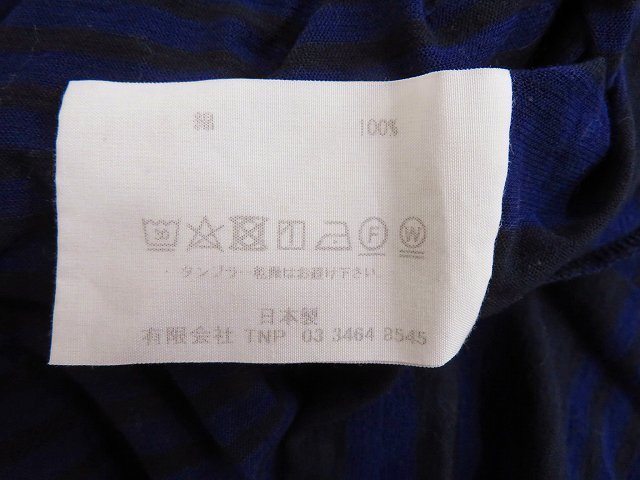 綿 100%
30 F W
タンブラー乾燥はお避け下さい。
日本製
有限会社 TNP 03 3464 8545